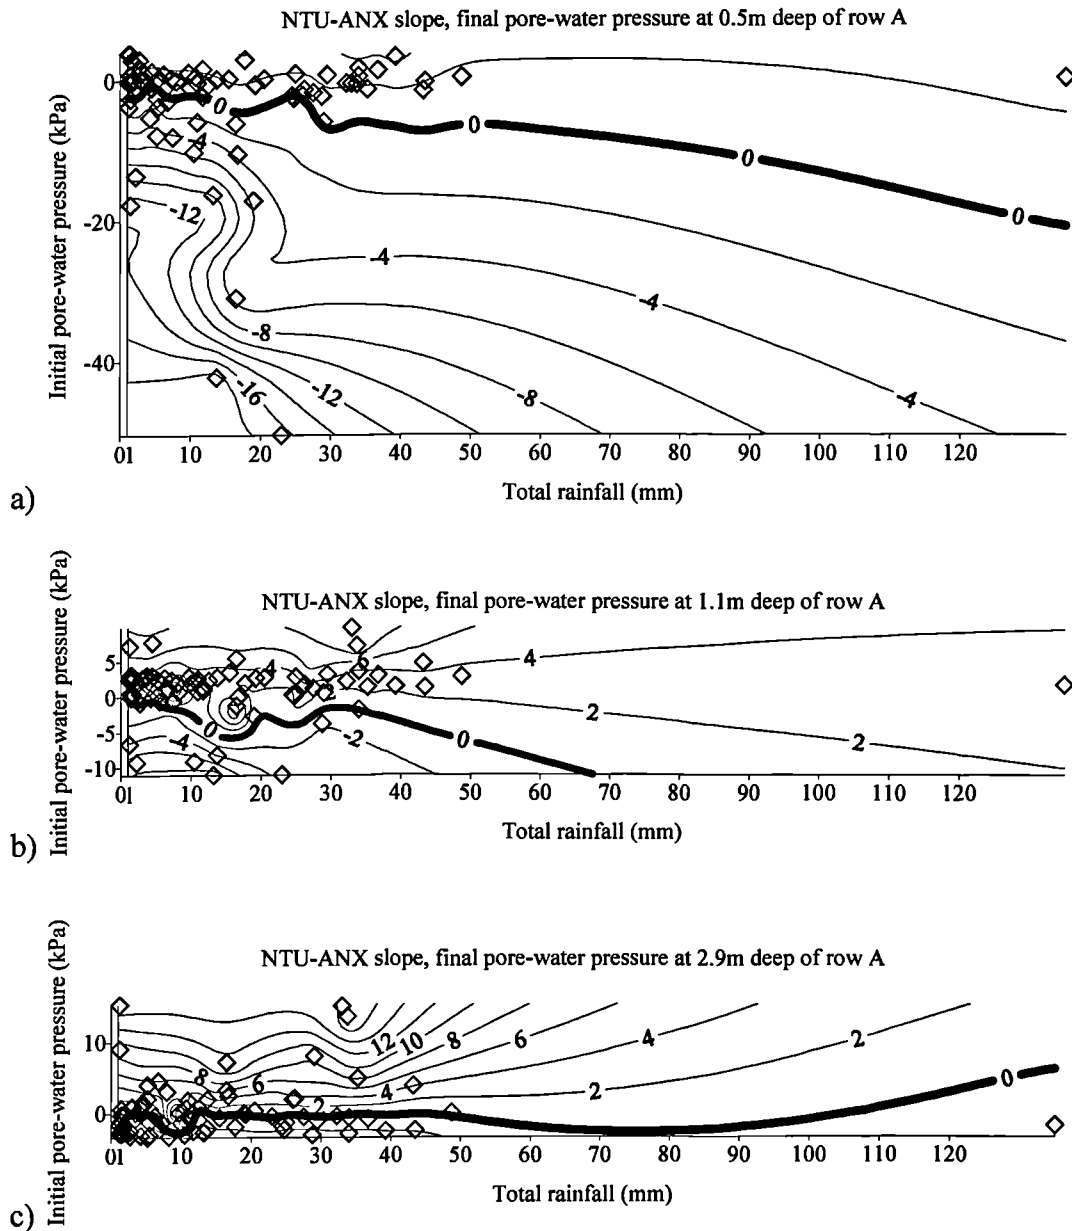 NTU-ANX slope, final pore-water pressure at 0.5m deep of row A
Initial pore-water pressure (kPa)
0
-20
-40
0
0
0
0
-4
-12
-4
-4
-4
-8
-8
-12
-16
01 10 20 30 40 50 60 70 80 90 100 110 120
Total rainfall (mm)
a)
NTU-ANX slope, final pore-water pressure at 1.1m deep of row A
Initial pore-water pressure (kPa)
5
0
-5
-10
6
4
4
2
2
2
0
0
-2
-4
01 10 20 30 40 50 60 70 80 90 100 110 120
Total rainfall (mm)
b)
NTU-ANX slope, final pore-water pressure at 2.9m deep of row A
Initial pore-water pressure (kPa)
10
0
12
10
8
6
4
2
8
6
4
2
2
0
01 10 20 30 40 50 60 70 80 90 100 110 120
Total rainfall (mm)
c)